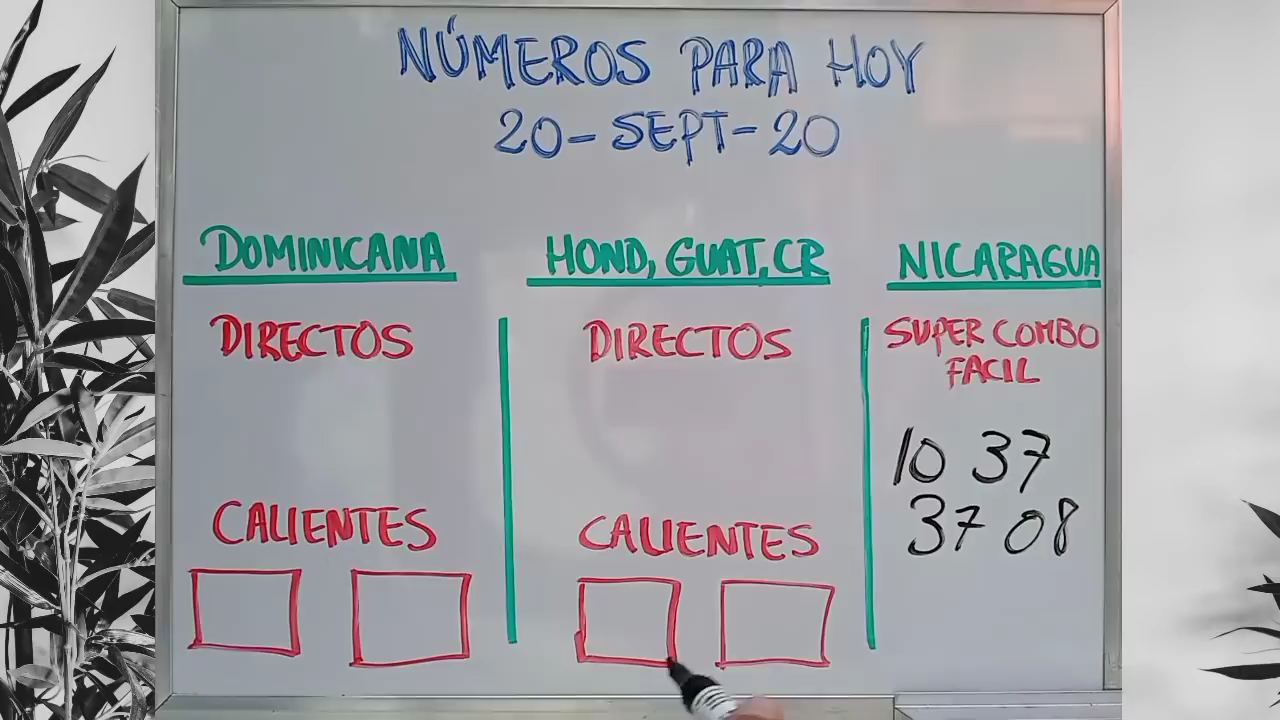 NÚMEROS PARA HOY
20-SEPT-20
DOMINICANA
DIRECTOS
CALIENTES
HOND, GUAT, CR
DIRECTOS
CALIENTES
NICARAGUA
SUPER COMBO
FACIL
10 37
37 08